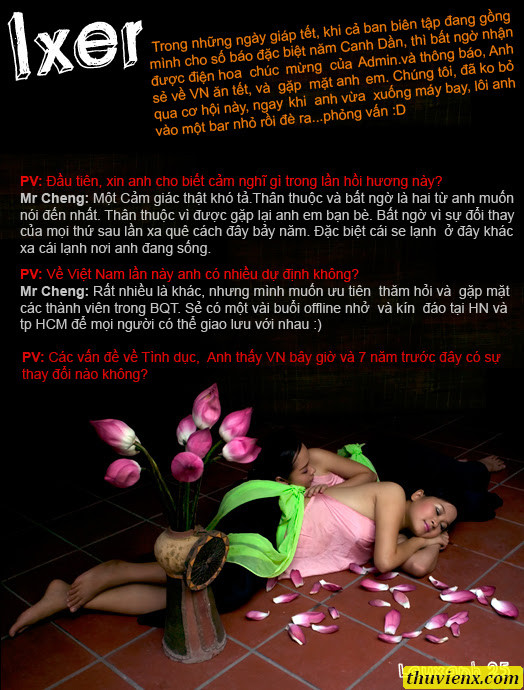 Ixer
Trong những ngày giáp tết, khi cả ban biên tập đang gồng
mình cho số báo đặc biệt năm Canh Dần, thì bất ngờ nhận
được điện hoa chúc mừng của Admin.và thông báo, Anh
sẻ về VN ăn tết, và gặp mặt anh em. Chúng tôi, đã ko bỏ
qua cơ hội này, ngay khi anh vừa xuống máy bay, lôi anh
vào một bar nhỏ rồi đè ra...phỏng vấn :D
PV: Đầu tiên, xin anh cho biết cảm nghĩ gì trong lần hồi hương này?
Mr Cheng: Một Cảm giác thật khó tả.Thân thuộc và bất ngờ là hai từ anh muốn
nói đến nhất. Thân thuộc vì được gặp lại anh em bạn bè. Bất ngờ vì sự đổi thay
của mọi thứ sau lần xa quê cách đây bảy năm. Đặc biệt cái se lạnh ở đây khác
xa cái lạnh nơi anh đang sống.
PV: Về Việt Nam lần này anh có nhiều dự định không?
Mr Cheng: Rất nhiều là khác, nhưng mình muốn ưu tiên thăm hỏi và gặp mặt
các thành viên trong BQT. Sẻ có một vài buổi offline nhở và kín đáo tại HN và
tp HCM để mọi người có thể giao lưu với nhau :)
PV: Các vấn đề về Tình dục, Anh thấy VN bây giờ và 7 năm trước đây có sự
thay đổi nào không?
25
thuvienx.com